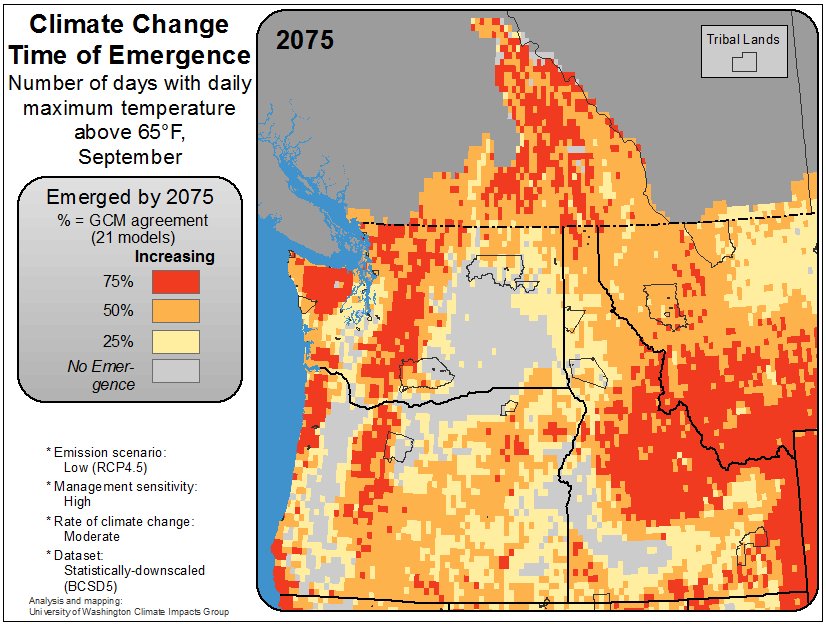 Climate Change
Time of Emergence
Number of days with daily
maximum temperature
above 65°F,
September
2075
Tribal Lands
Emerged by 2075
% = GCM agreement
(21 models)
Increasing
75%
50%
25%
No Emer-
gence
* Emission scenario:
Low (RCP4.5)
* Management sensitivity:
High
* Rate of climate change:
Moderate
* Dataset:
Statistically-downscaled
(BCSD5)
Analysis and mapping:
University of Washington Climate Impacts Group